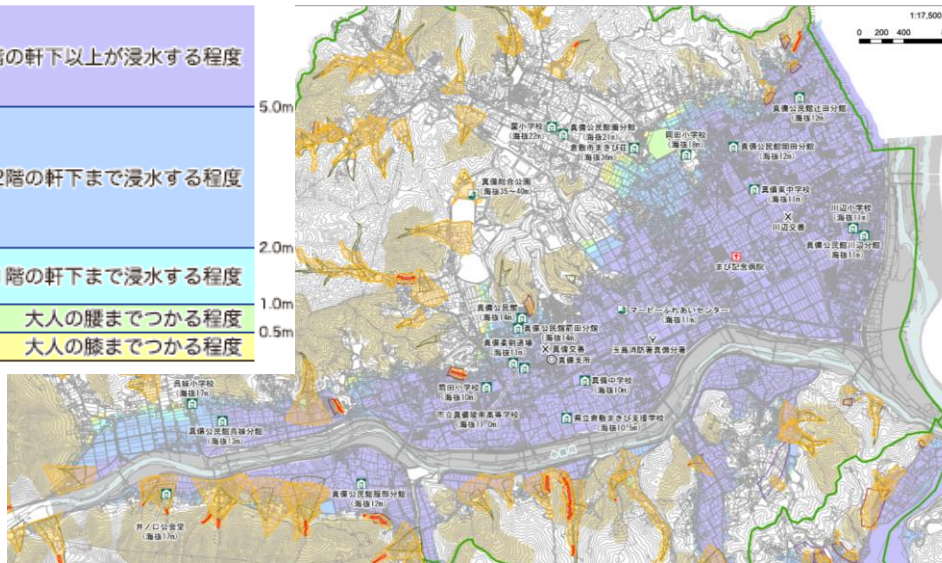 階の軒下以上が浸水する程度
5.0m
2階の軒下まで浸水する程度
2.0m
階の軒下まで浸水する程度
1.0m
大人の腰までつかる程度
0.5m
大人の膝までつかる程度
1:17,500
0 200 400
真備公民館辻田分館
(海抜12m)
薗小学校
(海抜22m)
真備公民館薗分館
(海抜21m)
倉敷市まきび荘
(海抜36m)
岡田小学校
(海抜18m)
真備公民館岡田分館
(海抜12m)
真備総合公園
(海抜35~40m)
真備東中学校
(海抜11m)
川辺交番
川辺小学校
(海抜11m)
真備公民館川辺分館
(海抜11m)
まび記念病院
マービーふれあいセンター
(海抜11m)
真備公民館
(海抜14m)
真備公民館箭田分館
(海抜14m)
真備柔剣道場
(海抜11m)
真備交番
真備支所
玉島消防署真備分署
呉妹小学校
(海抜17m)
箭田小学校
(海抜10m)
真備中学校
(海抜10m)
真備公民館呉妹分館
(海抜13m)
市立真備陵南高等学校
(海抜11.0m)
県立倉敷まきび支援学校
(海抜10.5m)
小田川
真備公民館服部分館
(海抜12m)
井ノ口公会堂
(海抜17m)